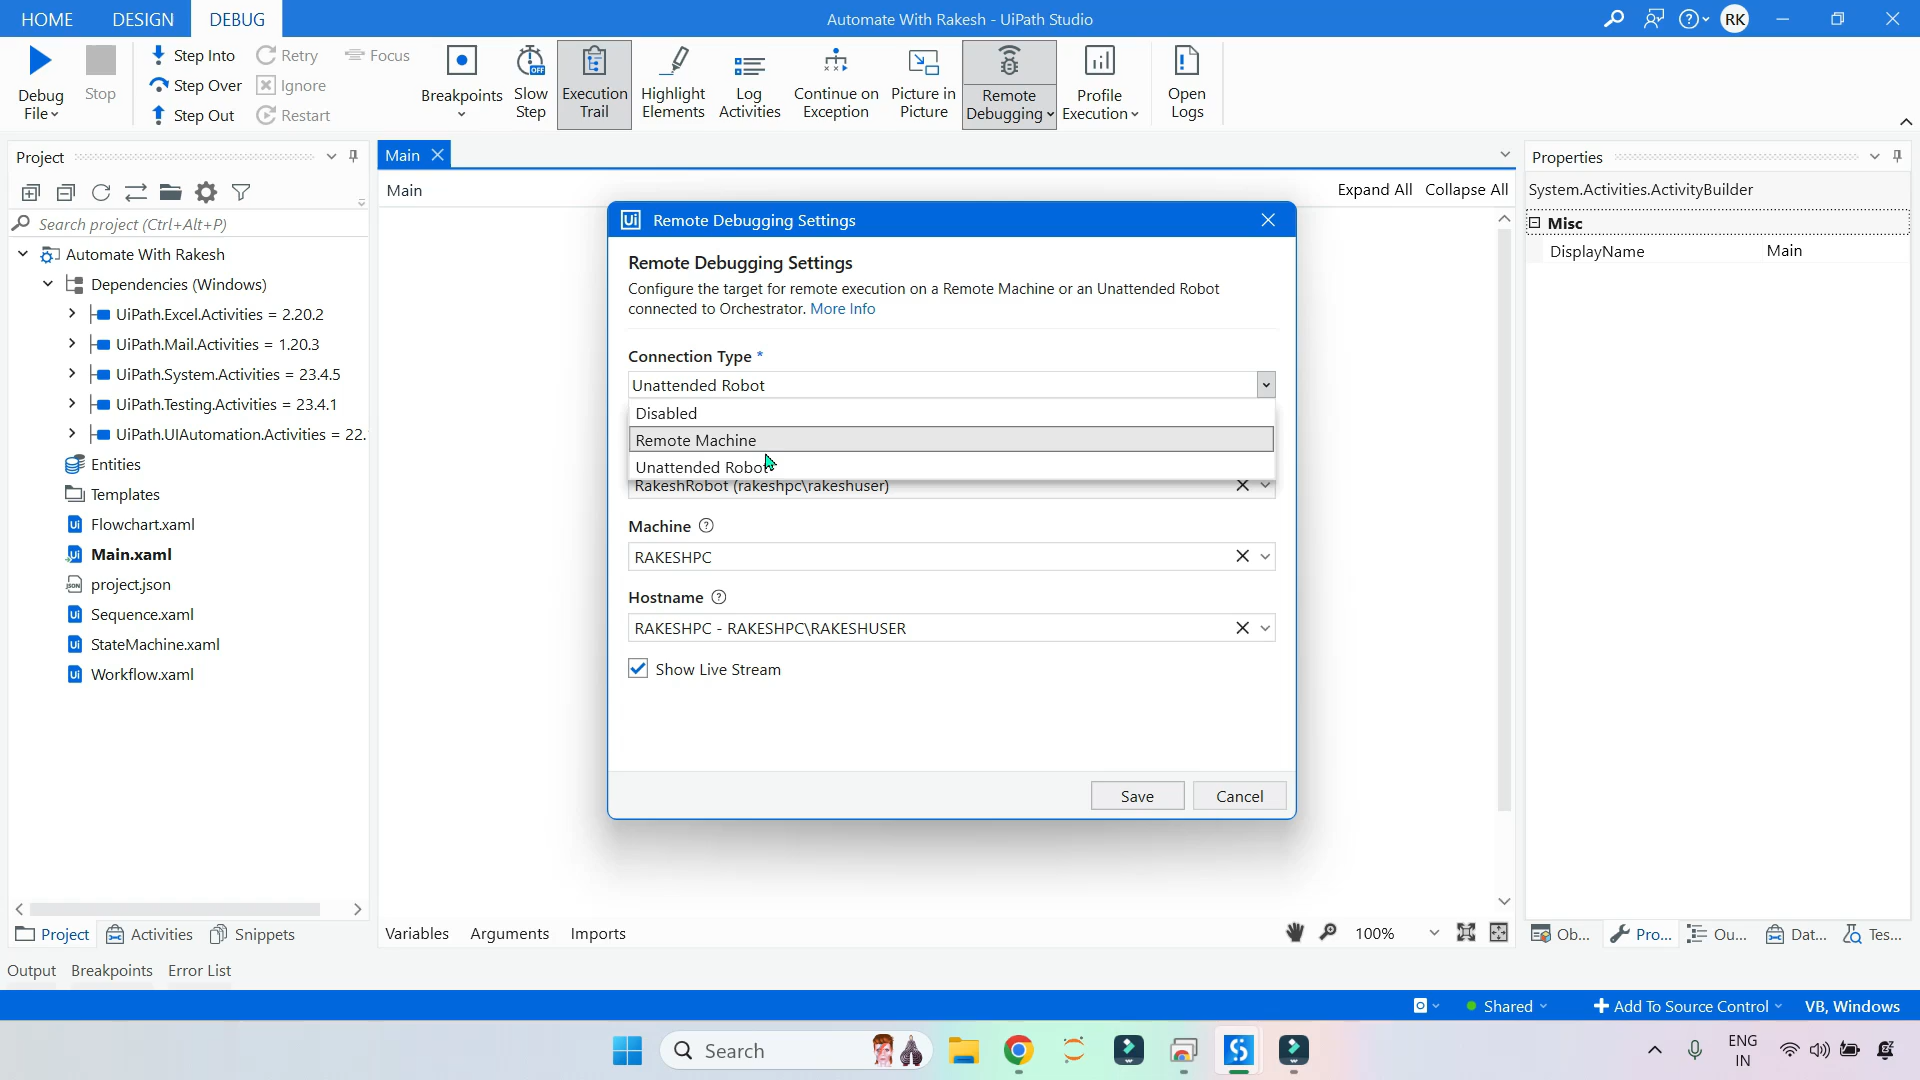 HOME
DESIGN
DEBUG
Automate With Rakesh - UiPath Studio
RK
Debug
File
Stop
Step Into
Step Over
Step Out
Retry
Ignore
Restart
Focus
Breakpoints
Slow
Step
Execution
Trail
Highlight
Elements
Log
Activities
Continue on
Exception
Picture in
Picture
Remote
Debugging
Profile
Execution
Open
Logs
Project
Search project (Ctrl+Alt+P)
Automate With Rakesh
Dependencies (Windows)
UiPath.Excel.Activities = 2.20.2
UiPath.Mail.Activities = 1.20.3
UiPath.System.Activities = 23.4.5
UiPath.Testing.Activities = 23.4.1
UiPath.UIAutomation.Activities = 22.
Entities
Templates
Flowchart.xaml
Main.xaml
project.json
Sequence.xaml
StateMachine.xaml
Workflow.xaml
Project
Activities
Snippets
Main
Main
Expand All
Collapse All
Ui Remote Debugging Settings
Remote Debugging Settings
Configure the target for remote execution on a Remote Machine or an Unattended Robot
connected to Orchestrator. More Info
Connection Type *
Unattended Robot
Disabled
Remote Machine
Unattended Robot
RakeshRobot (rakeshpc\rakeshuser)
Machine
RAKESHPC
Hostname
RAKESHPC - RAKESHPC\RAKESHUSER
Show Live Stream
Save
Cancel
Variables
Arguments
Imports
100%
Properties
System.Activities.ActivityBuilder
Misc
DisplayName
Main
Ob...
Pro...
Ou...
Dat...
Tes...
Output
Breakpoints
Error List
Shared
Add To Source Control
VB, Windows
Search
ENG
IN